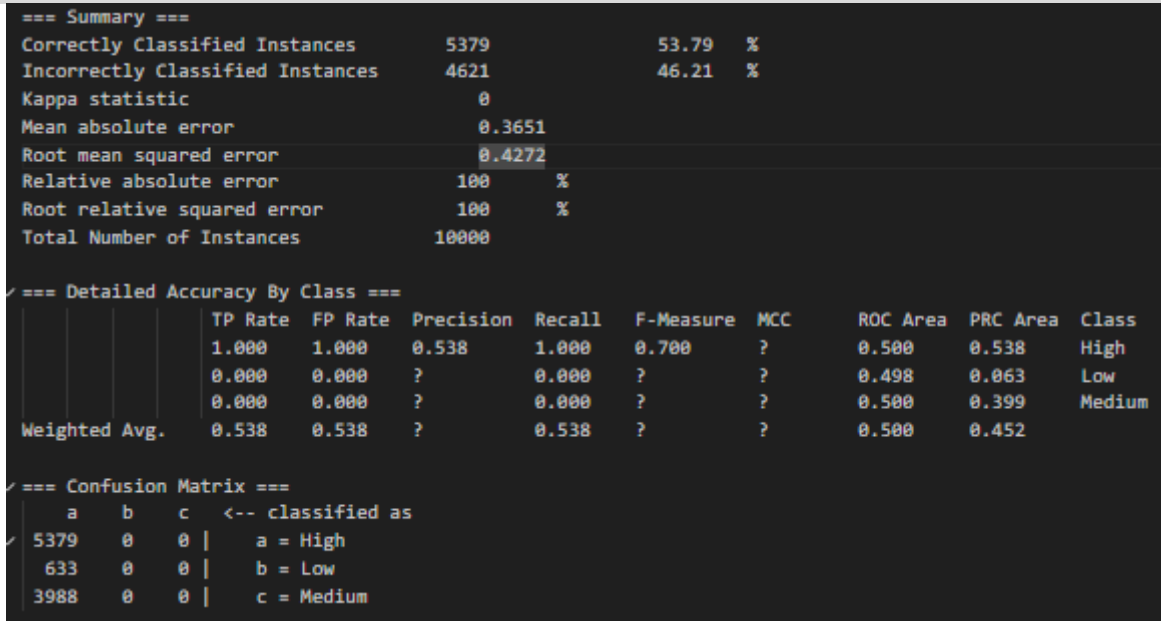 === Summary ===
Correctly Classified Instances 5379 53.79 %
Incorrectly Classified Instances 4621 46.21 %
Kappa statistic 0
Mean absolute error 0.3651
Root mean squared error 0.4272
Relative absolute error 100 %
Root relative squared error 100 %
Total Number of Instances 10000
=== Detailed Accuracy By Class ===
TP Rate FP Rate Precision Recall F-Measure MCC ROC Area PRC Area Class
1.000 1.000 0.538 1.000 0.700 ? 0.500 0.538 High
0.000 0.000 ? 0.000 ? ? 0.498 0.063 Low
0.000 0.000 ? 0.000 ? ? 0.500 0.399 Medium
Weighted Avg. 0.538 0.538 ? 0.538 ? ? 0.500 0.452
=== Confusion Matrix ===
a b c <-- classified as
5379 0 0 | a = High
633 0 0 | b = Low
3988 0 0 | c = Medium